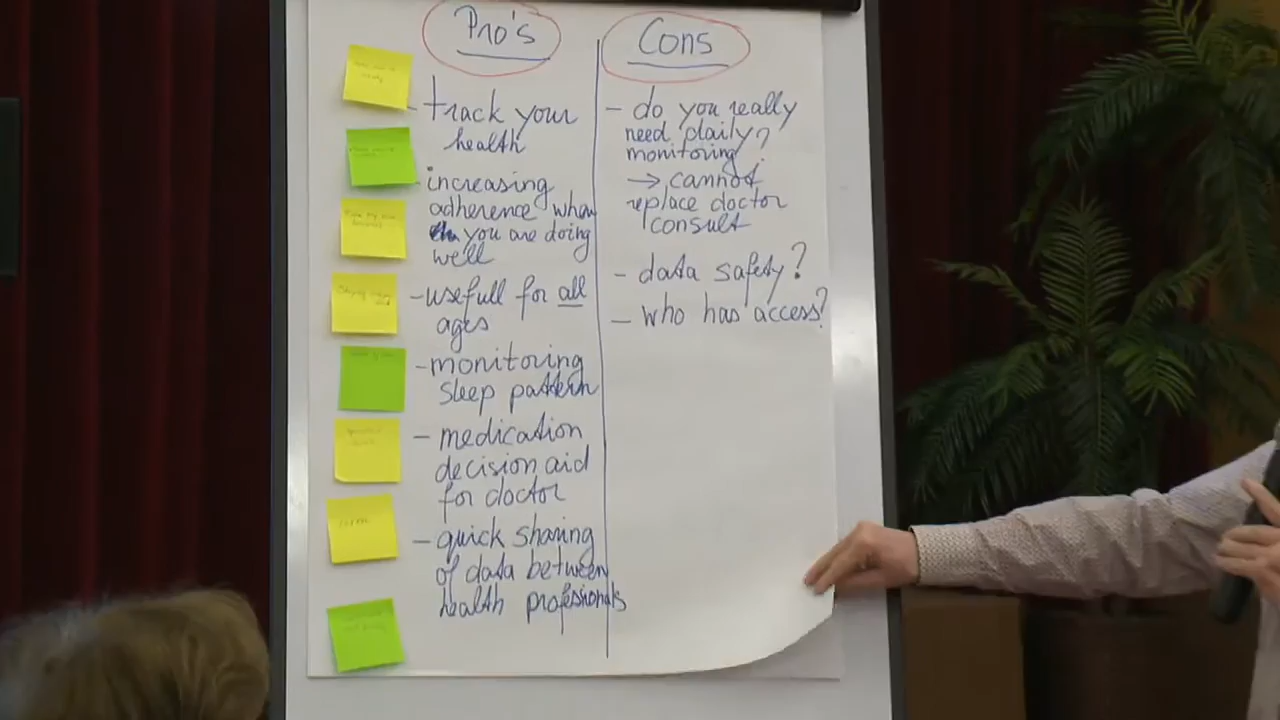 Pro's
- track your
health
- increasing
adherence when
you are doing
well
- usefull for all
ages
- monitoring
sleep pattern
- medication
decision aid
for doctor
- quick sharing
of data between
health professionals
Cons
- do you really
need daily?
monitoring
→ cannot
replace doctor
consult
- data safety?
- who has access?